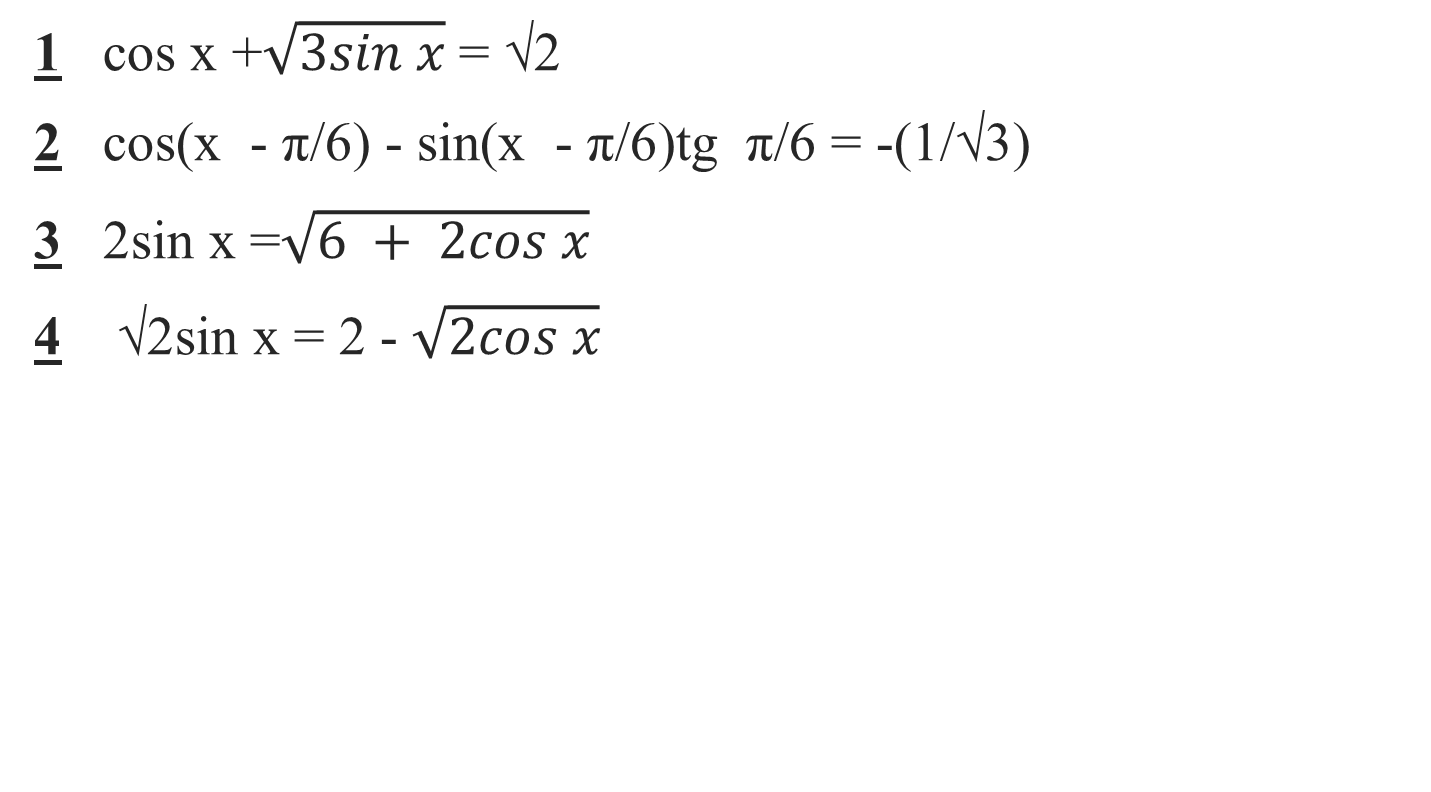 1 cos x +√3sin x = √2
2 cos(x - π/6) - sin(x - π/6)tg π/6 = -(1/√3)
3 2sin x =√6 + 2cos x
4 √2sin x = 2 - √2cos x